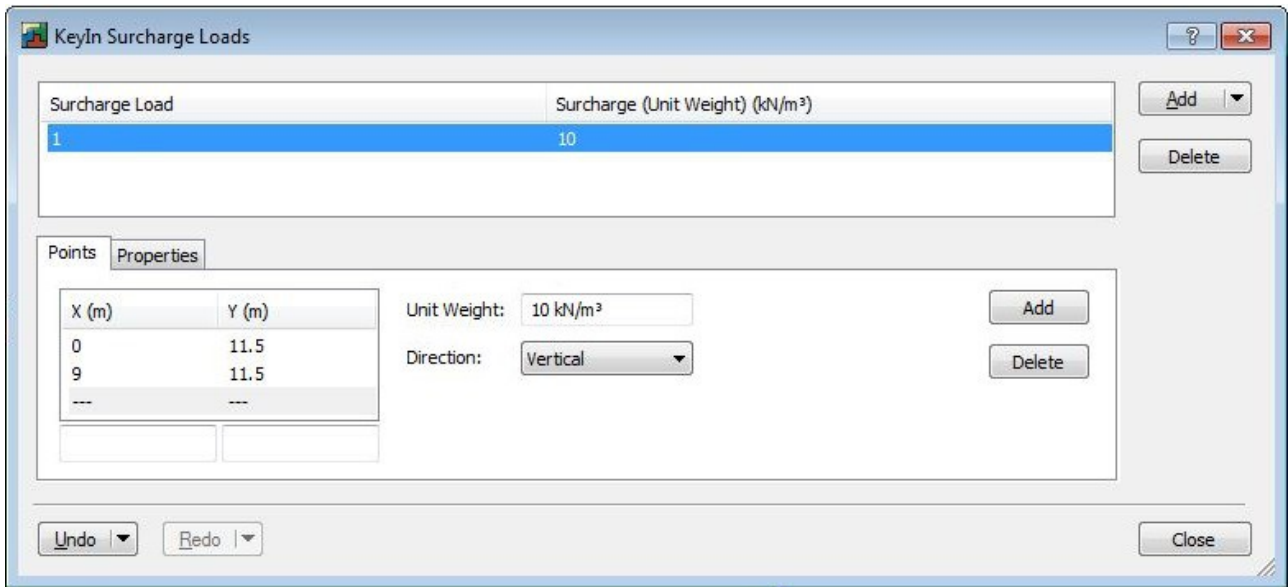 KeyIn Surcharge Loads
Surcharge Load Surcharge (Unit Weight) (kN/m³)
1 10
Add
Delete
Points Properties
X (m) Y (m)
0 11.5
9 11.5
--- ---
Unit Weight: 10 kN/m³
Direction: Vertical
Add
Delete
Undo Redo Close